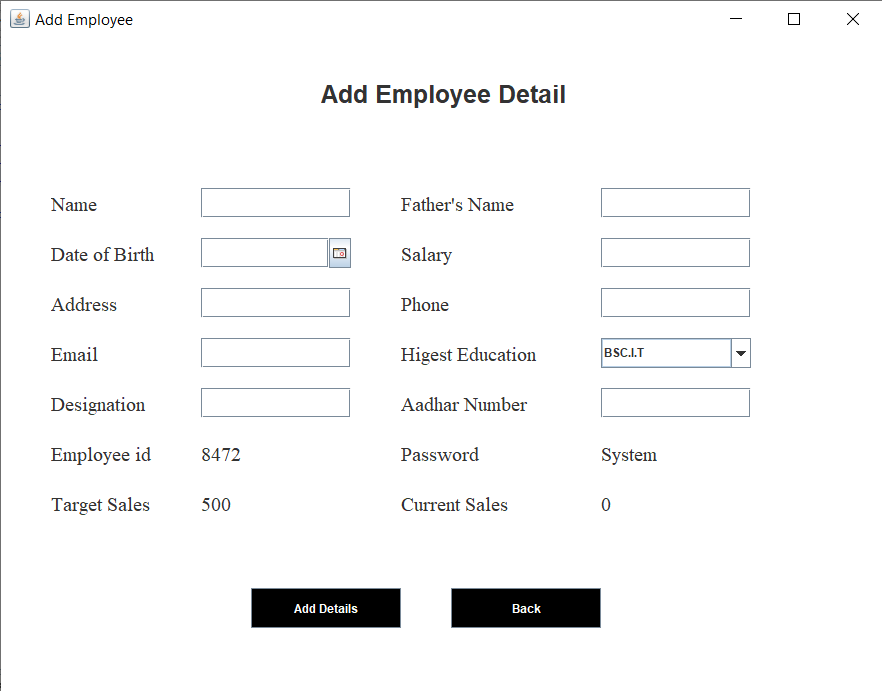 Add Employee
Add Employee Detail
Name Father's Name
Date of Birth Salary
Address Phone
Email Higest Education BSC.I.T
Designation Aadhar Number
Employee id 8472 Password System
Target Sales 500 Current Sales 0
Add Details Back